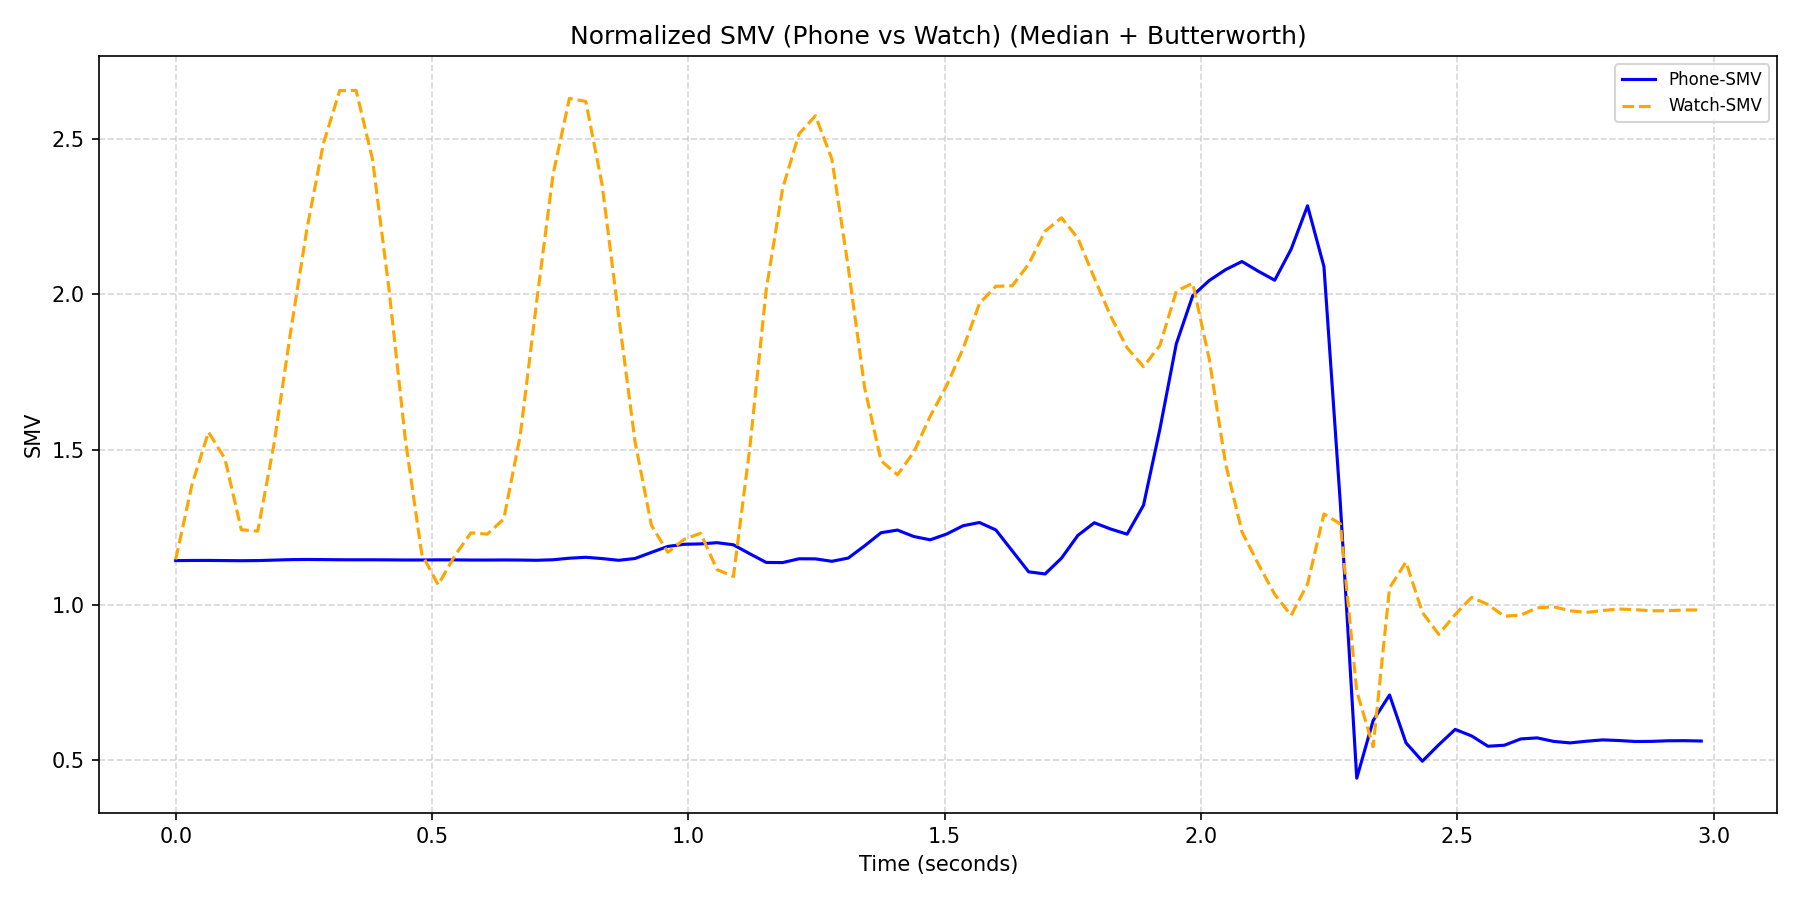 Normalized SMV (Phone vs Watch) (Median + Butterworth)
Phone-SMV
Watch-SMV
SMV
2.5
2.0
1.5
1.0
0.5
0.0 0.5 1.0 1.5 2.0 2.5 3.0
Time (seconds)